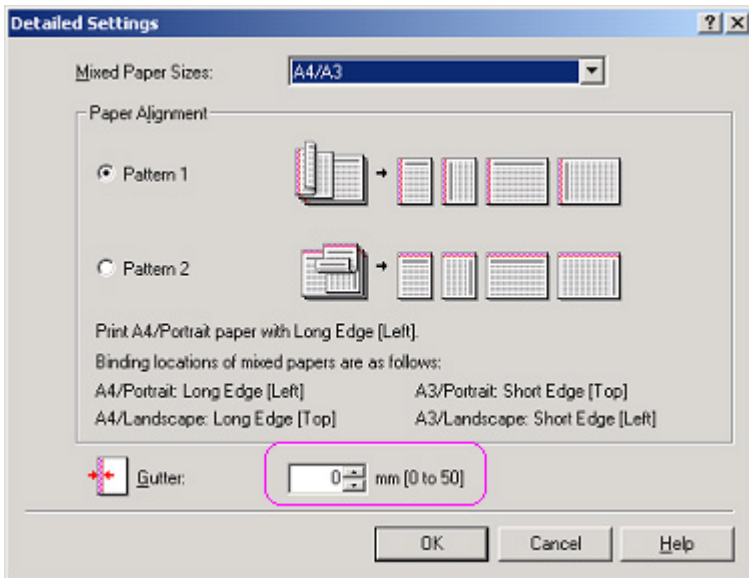 Detailed Settings
Mixed Paper Sizes: A4/A3
Paper Alignment
Pattern 1
Pattern 2
Print A4/Portrait paper with Long Edge [Left].
Binding locations of mixed papers are as follows:
A4/Portrait: Long Edge [Left] A3/Portrait: Short Edge [Top]
A4/Landscape: Long Edge [Top] A3/Landscape: Short Edge [Left]
Gutter: 0 mm [0 to 50]
OK Cancel Help